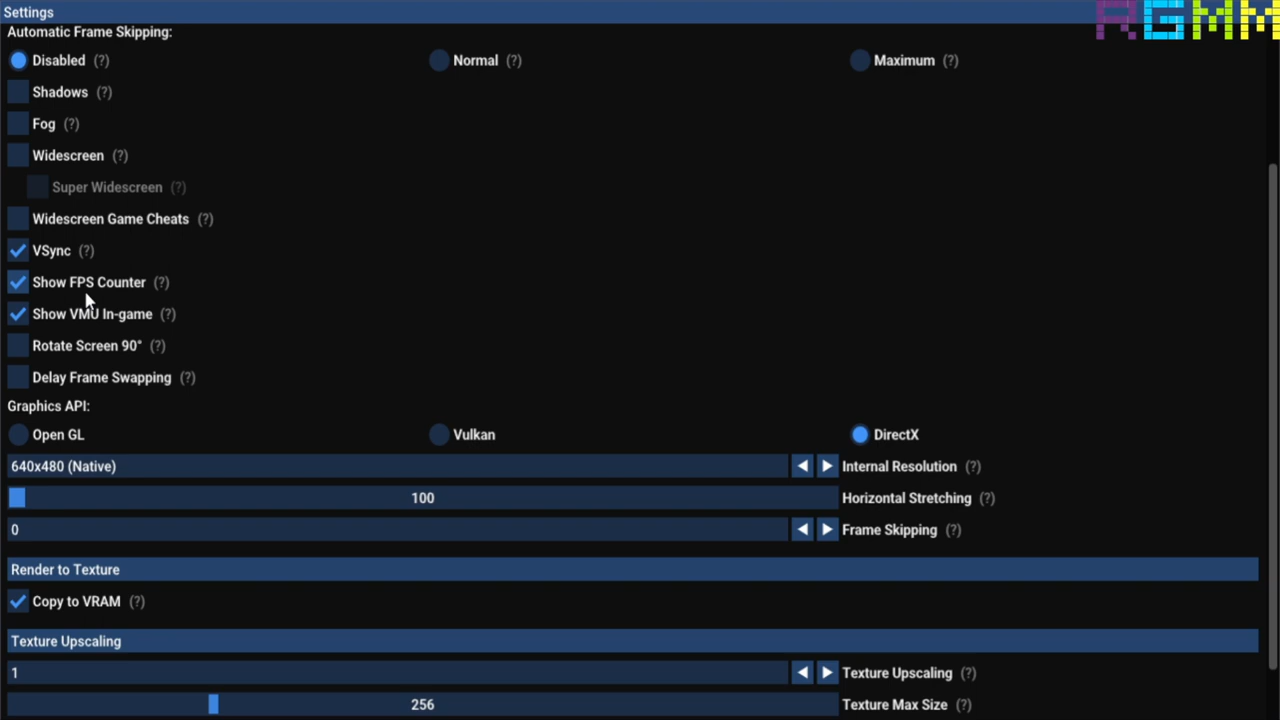 Settings
RGMM
Automatic Frame Skipping:
Disabled (?) Normal (?) Maximum (?)
Shadows (?)
Fog (?)
Widescreen (?)
Super Widescreen (?)
Widescreen Game Cheats (?)
VSync (?)
Show FPS Counter (?)
Show VMU In-game (?)
Rotate Screen 90° (?)
Delay Frame Swapping (?)
Graphics API:
Open GL Vulkan DirectX
640x480 (Native) Internal Resolution (?)
100 Horizontal Stretching (?)
0 Frame Skipping (?)
Render to Texture
Copy to VRAM (?)
Texture Upscaling
1 Texture Upscaling (?)
256 Texture Max Size (?)